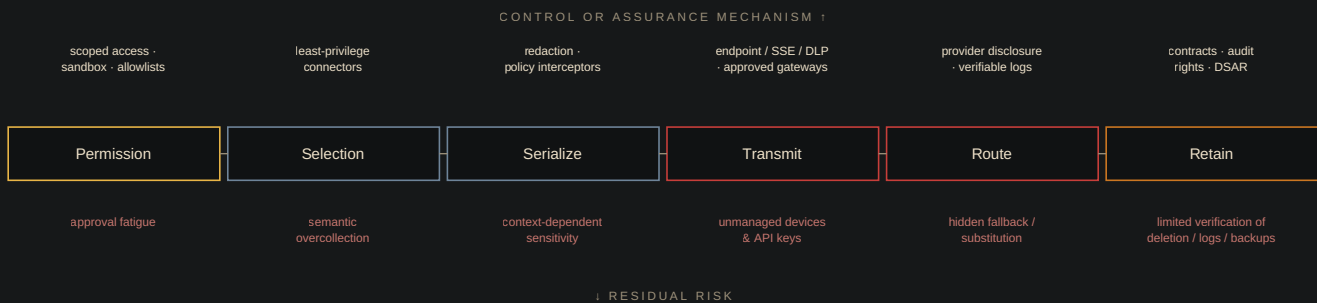 CONTROL OR ASSURANCE MECHANISM ↑
scoped access ·
sandbox · allowlists
least-privilege
connectors
redaction ·
policy interceptors
endpoint / SSE / DLP
· approved gateways
provider disclosure
· verifiable logs
contracts · audit
rights · DSAR
Permission
Selection
Serialize
Transmit
Route
Retain
approval fatigue
semantic
overcollection
context-dependent
sensitivity
unmanaged devices
& API keys
hidden fallback /
substitution
limited verification of
deletion / logs / backups
↓ RESIDUAL RISK